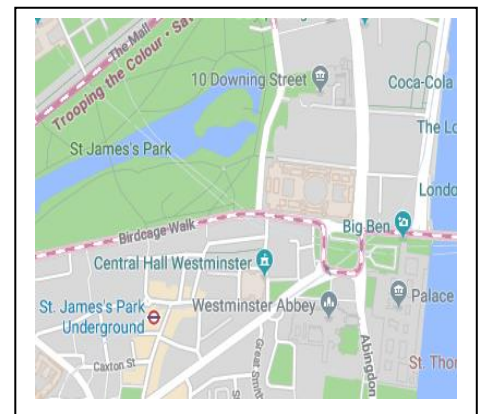 The Mall
Trooping the Colour • Sa
10 Downing Street
Coca-Cola
The Lo
St James's Park
Londo
Birdcage Walk
Big Ben
Central Hall Westminster
St. James's Park
Underground
Westminster Abbey
Palace
Caxton St
Great Smith
Abingdon
St. Thor